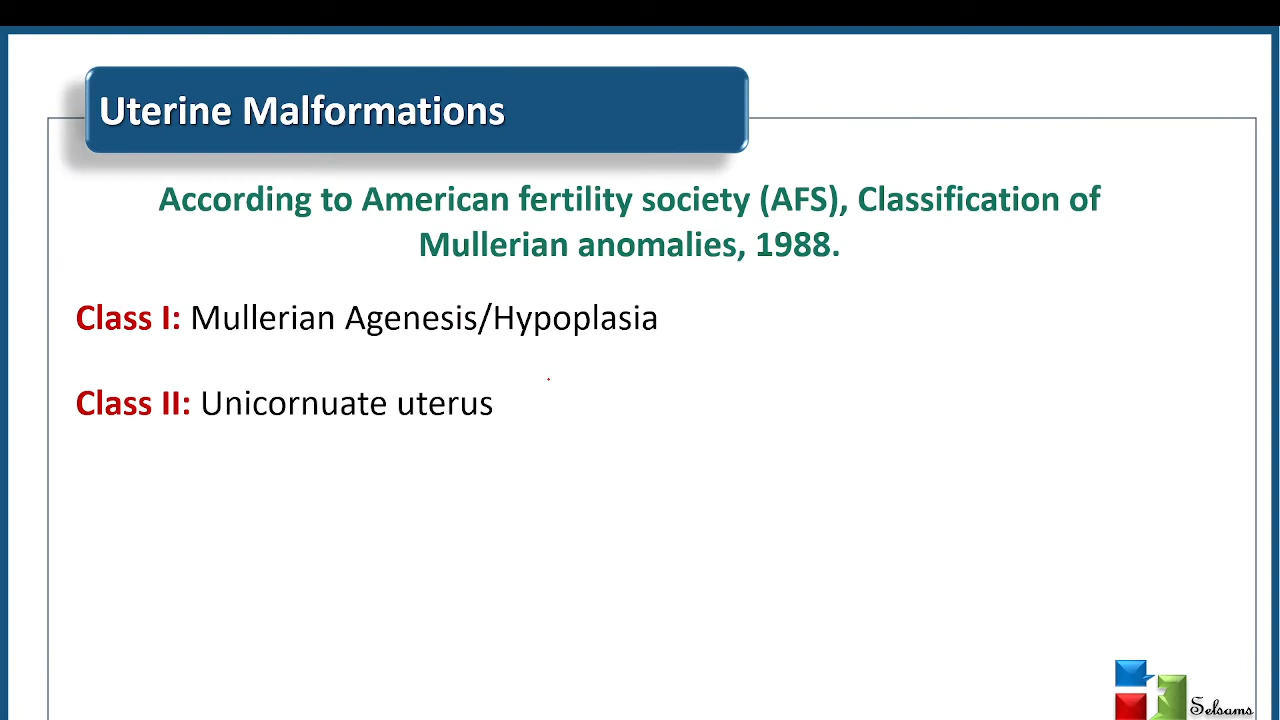 Uterine Malformations
According to American fertility society (AFS), Classification of
Mullerian anomalies, 1988.
Class I: Mullerian Agenesis/Hypoplasia
Class II: Unicornuate uterus
Selsams